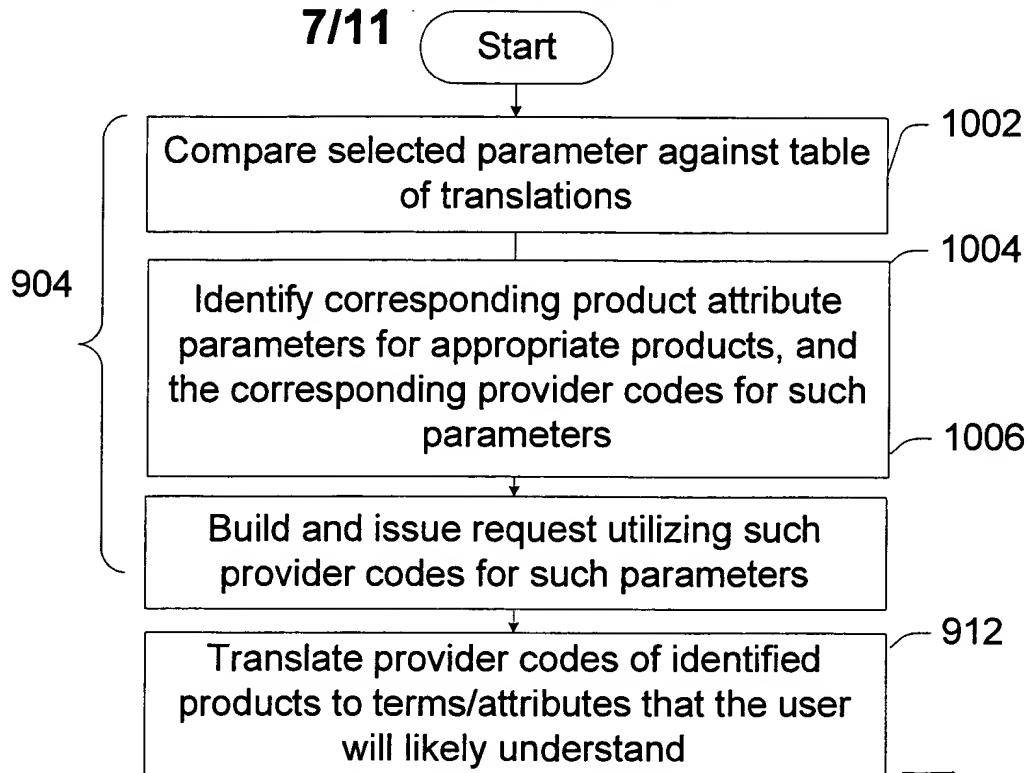 7/11
Start
1002
Compare selected parameter against table
of translations
1004
904
Identify corresponding product attribute
parameters for appropriate products, and
the corresponding provider codes for such
parameters
1006
Build and issue request utilizing such
provider codes for such parameters
912
Translate provider codes of identified
products to terms/attributes that the user
will likely understand